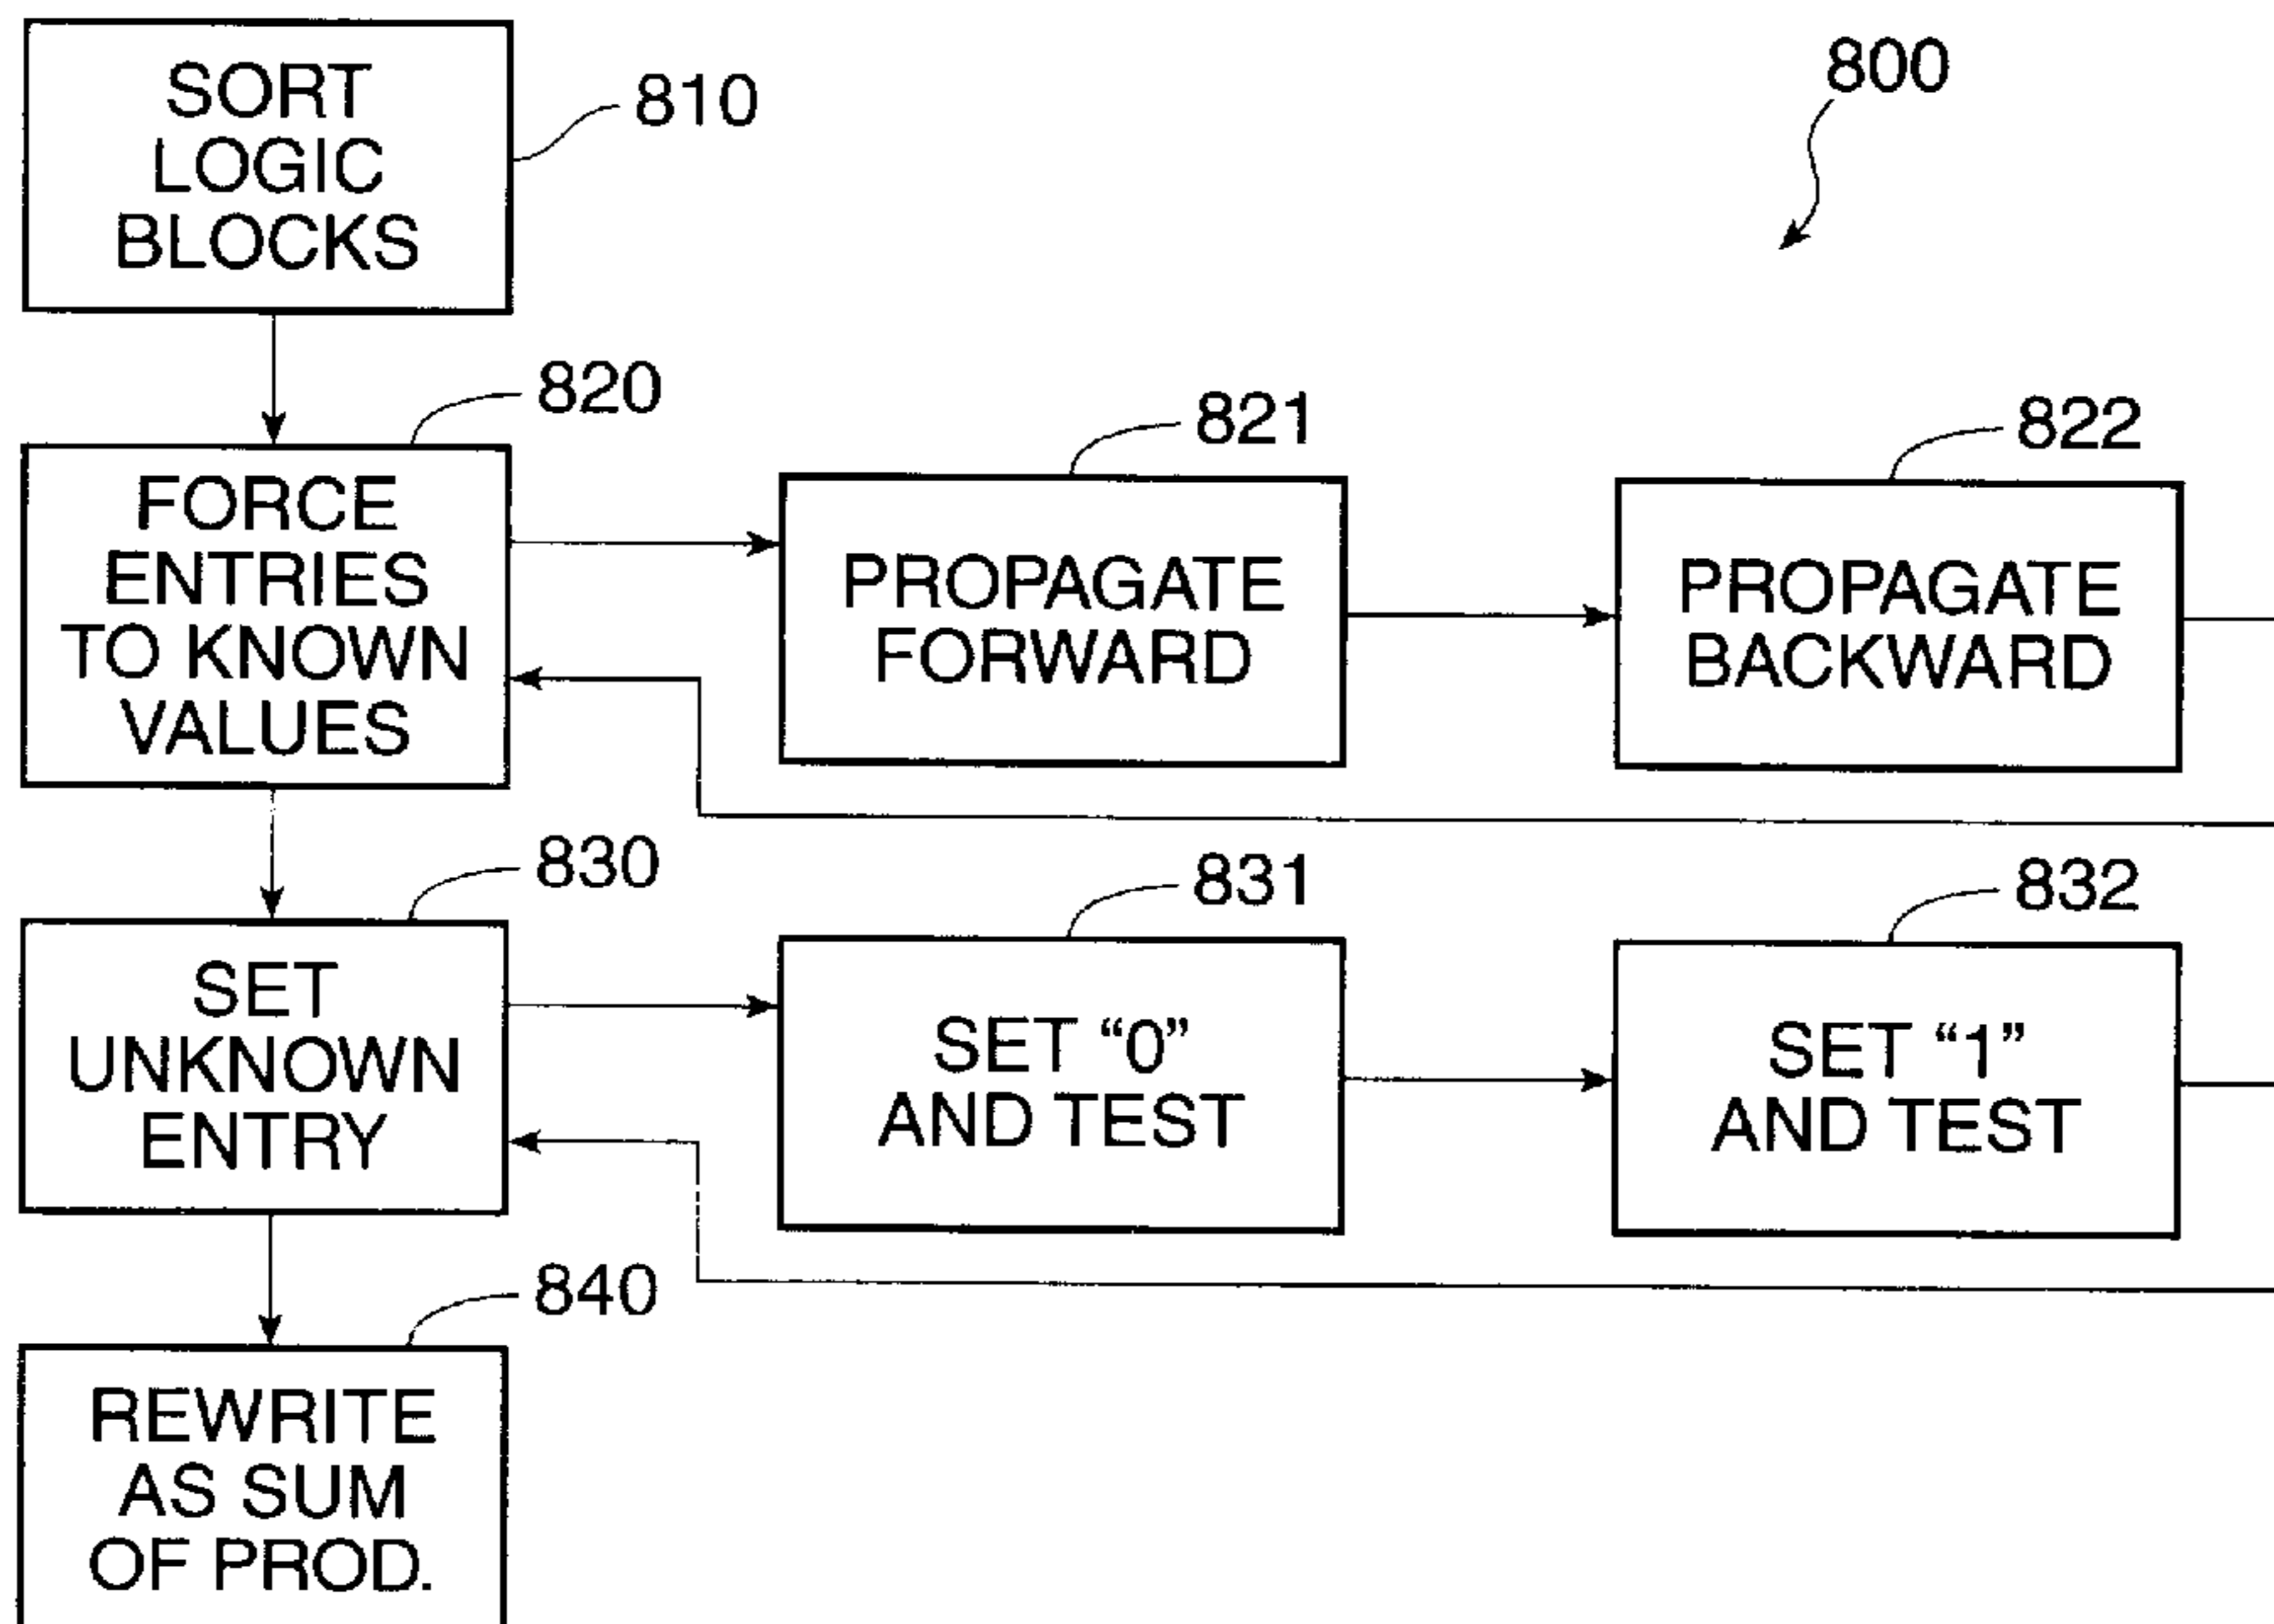 SORT
LOGIC
BLOCKS
810
800
820
FORCE
ENTRIES
TO KNOWN
VALUES
821
PROPAGATE
FORWARD
822
PROPAGATE
BACKWARD
830
SET
UNKNOWN
ENTRY
831
SET “0”
AND TEST
832
SET “1”
AND TEST
840
REWRITE
AS SUM
OF PROD.